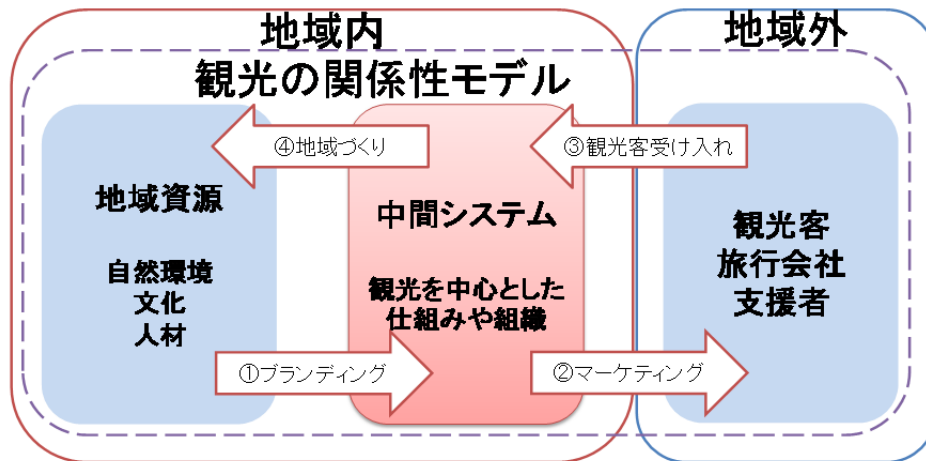 地域内
地域外
観光の関係性モデル
④地域づくり
③観光客受け入れ
地域資源
自然環境
文化
人材
中間システム
観光を中心とした
仕組みや組織
観光客
旅行会社
支援者
①ブランディング
②マーケティング